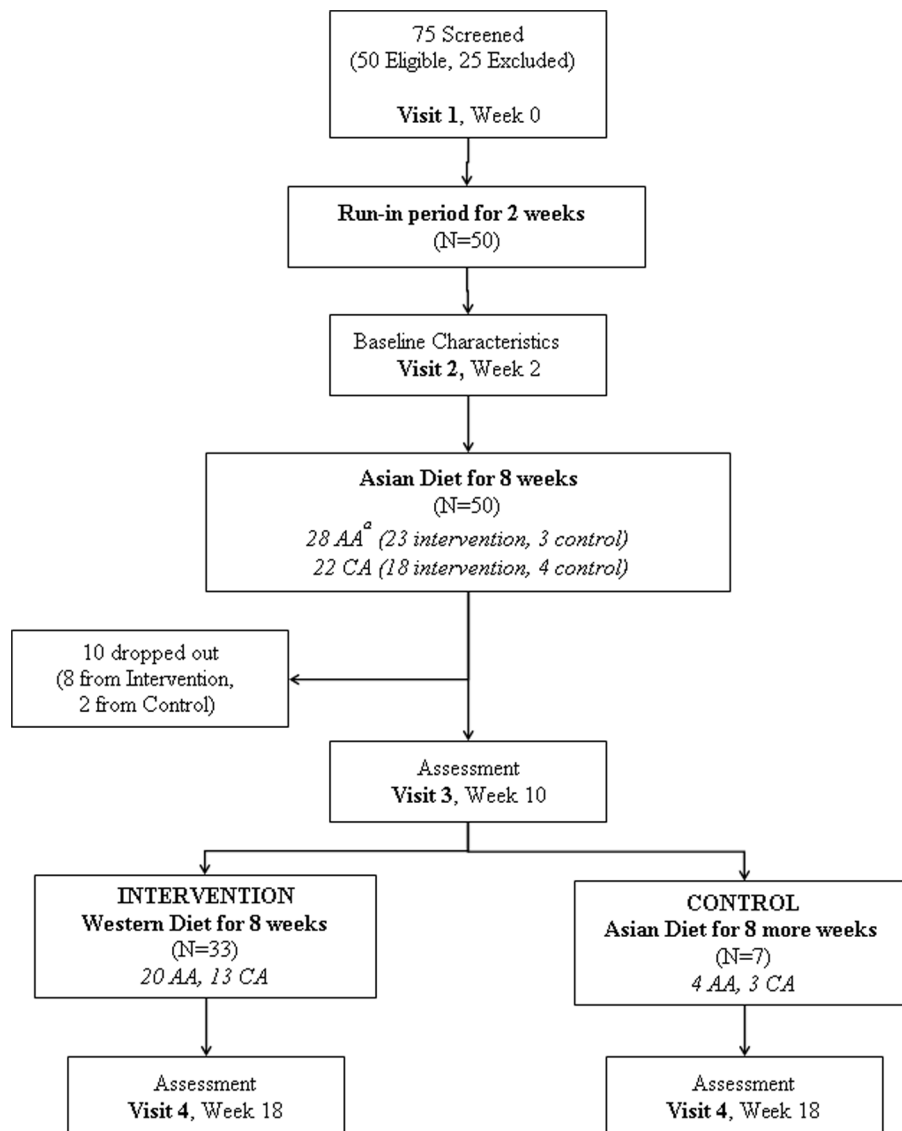 75 Screened
(50 Eligible, 25 Excluded)
Visit 1, Week 0
Run-in period for 2 weeks
(N=50)
Baseline Characteristics
Visit 2, Week 2
Asian Diet for 8 weeks
(N=50)
28 AAᵃ (23 intervention, 3 control)
22 CA (18 intervention, 4 control)
10 dropped out
(8 from Intervention,
2 from Control)
Assessment
Visit 3, Week 10
INTERVENTION
Western Diet for 8 weeks
(N=33)
20 AA, 13 CA
CONTROL
Asian Diet for 8 more weeks
(N=7)
4 AA, 3 CA
Assessment
Visit 4, Week 18
Assessment
Visit 4, Week 18